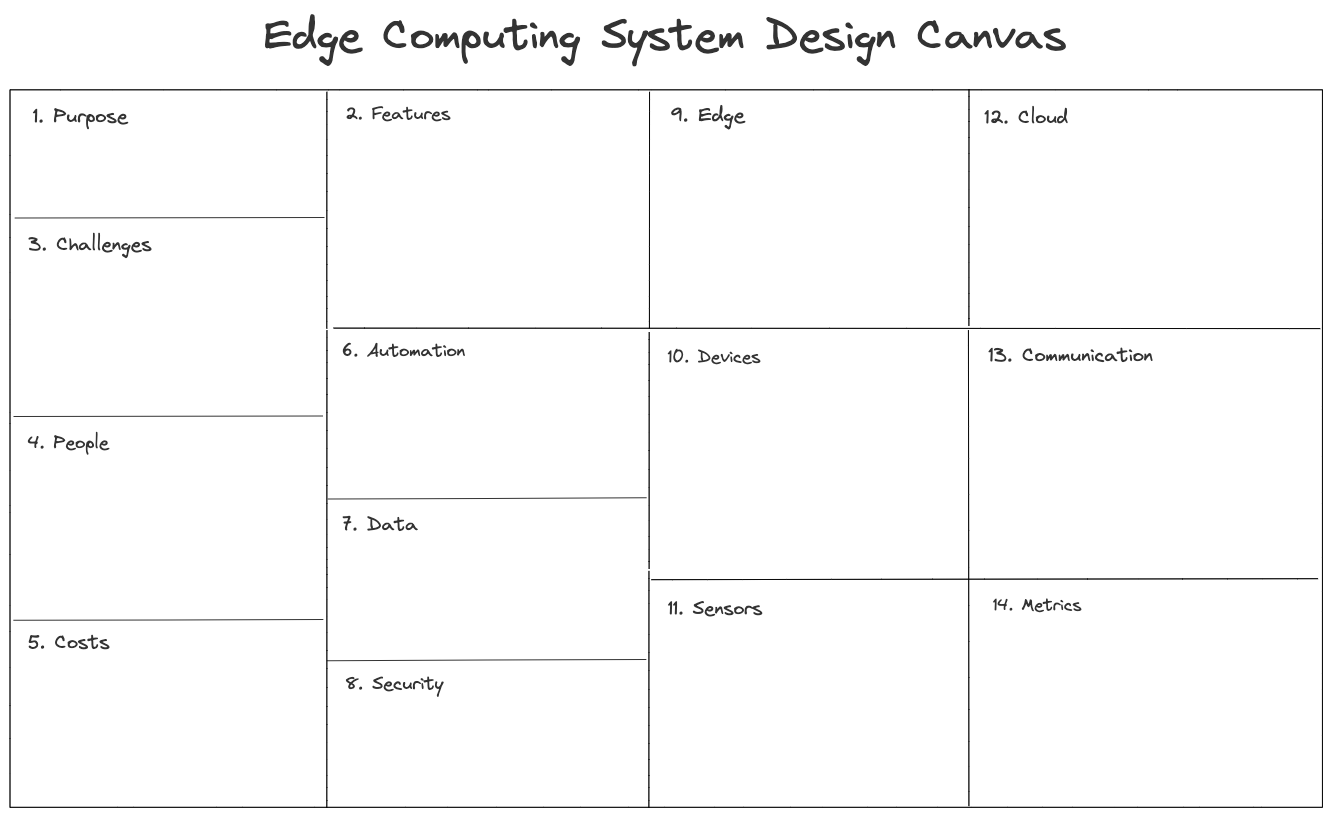 Edge Computing System Design Canvas
1. Purpose
2. Features
3. Challenges
4. People
5. Costs
6. Automation
7. Data
8. Security
9. Edge
10. Devices
11. Sensors
12. Cloud
13. Communication
14. Metrics